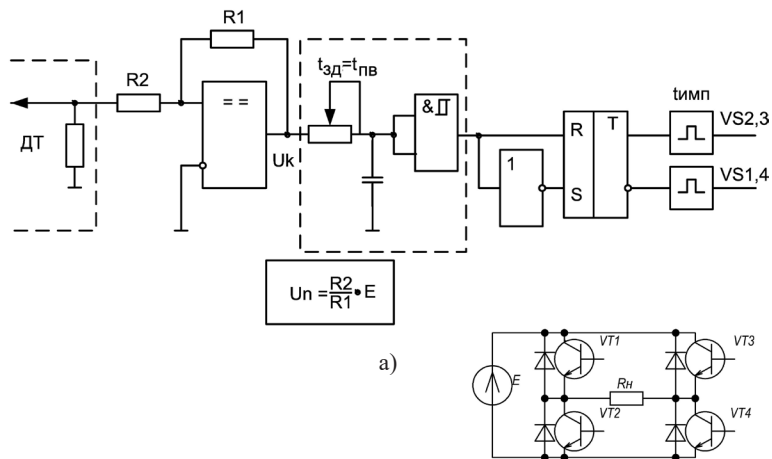 R1
R2
tзд=tпв
tимп
ДТ
= =
&
Uk
1
R T
S
VS2,3
VS1,4
Un = R2/R1 • E
а)
VT1
VT3
E
Rн
VT2
VT4